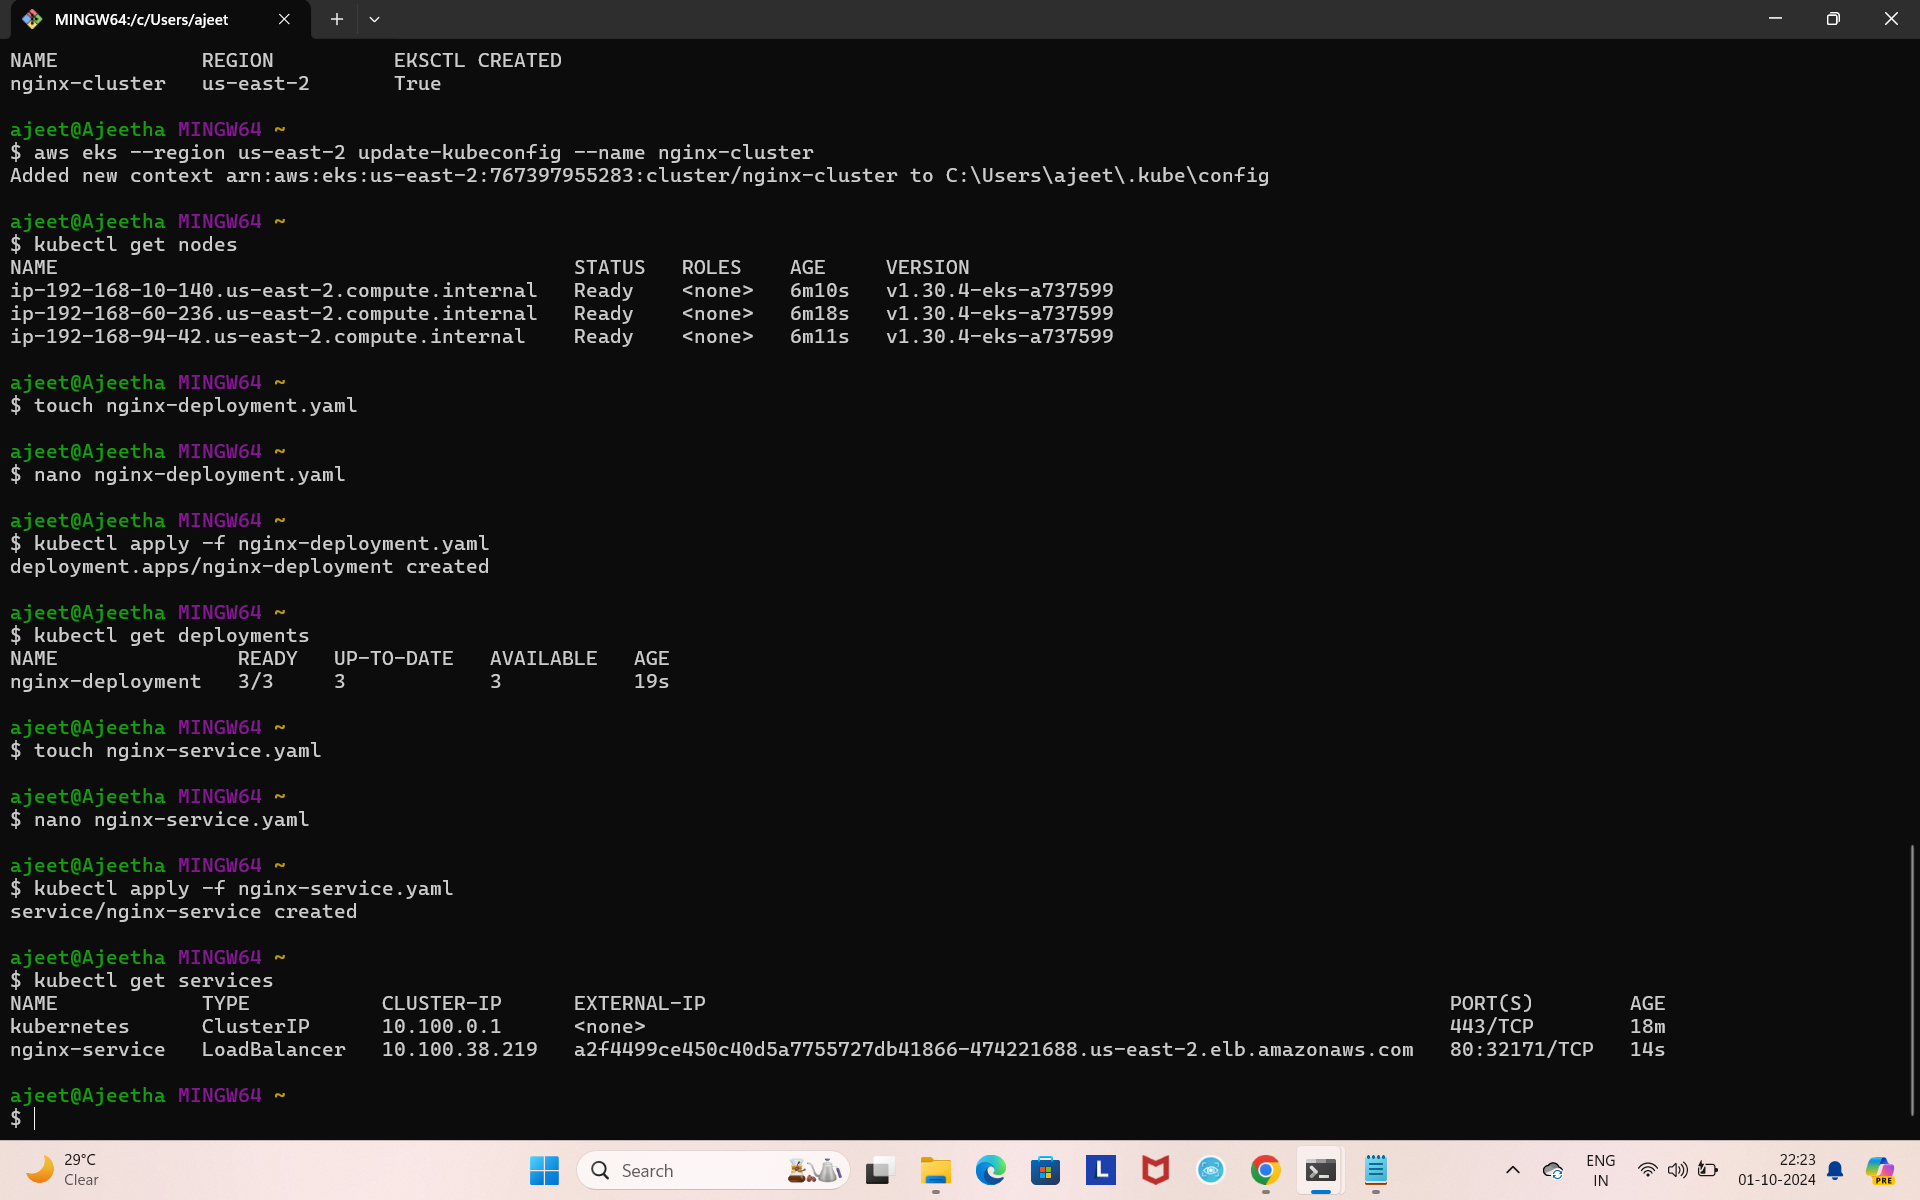 MINGW64:/c/Users/ajeet
NAME REGION EKSCTL CREATED
nginx-cluster us-east-2 True
ajeet@Ajeetha MINGW64 ~
$ aws eks --region us-east-2 update-kubeconfig --name nginx-cluster
Added new context arn:aws:eks:us-east-2:767397955283:cluster/nginx-cluster to C:\Users\ajeet\.kube\config
ajeet@Ajeetha MINGW64 ~
$ kubectl get nodes
NAME STATUS ROLES AGE VERSION
ip-192-168-10-140.us-east-2.compute.internal Ready <none> 6m10s v1.30.4-eks-a737599
ip-192-168-60-236.us-east-2.compute.internal Ready <none> 6m18s v1.30.4-eks-a737599
ip-192-168-94-42.us-east-2.compute.internal Ready <none> 6m11s v1.30.4-eks-a737599
ajeet@Ajeetha MINGW64 ~
$ touch nginx-deployment.yaml
ajeet@Ajeetha MINGW64 ~
$ nano nginx-deployment.yaml
ajeet@Ajeetha MINGW64 ~
$ kubectl apply -f nginx-deployment.yaml
deployment.apps/nginx-deployment created
ajeet@Ajeetha MINGW64 ~
$ kubectl get deployments
NAME READY UP-TO-DATE AVAILABLE AGE
nginx-deployment 3/3 3 3 19s
ajeet@Ajeetha MINGW64 ~
$ touch nginx-service.yaml
ajeet@Ajeetha MINGW64 ~
$ nano nginx-service.yaml
ajeet@Ajeetha MINGW64 ~
$ kubectl apply -f nginx-service.yaml
service/nginx-service created
ajeet@Ajeetha MINGW64 ~
$ kubectl get services
NAME TYPE CLUSTER-IP EXTERNAL-IP PORT(S) AGE
kubernetes ClusterIP 10.100.0.1 <none> 443/TCP 18m
nginx-service LoadBalancer 10.100.38.219 a2f4499ce450c40d5a7755727db41866-474221688.us-east-2.elb.amazonaws.com 80:32171/TCP 14s
ajeet@Ajeetha MINGW64 ~
$
29°C
Clear
Search
L
ENG
IN
22:23
01-10-2024
PRE